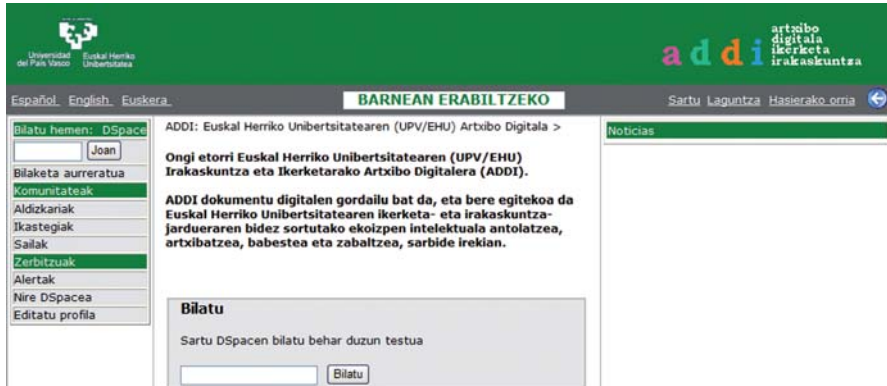 Universidad
del País Vasco
Euskal Herriko
Unibertsitatea
addi
artxibo
digitala
ikerketa
irakaskuntza
Español English Euskera
BARNEAN ERABILTZEKO
Sartu Laguntza Hasierako orria
Bilatu hemen: DSpace
Joan
Bilaketa aurreratua
Komunitateak
Aldizkariak
Ikastegiak
Sailak
Zerbitzuak
Alertak
Nire DSpacea
Editatu profila
ADDI: Euskal Herriko Unibertsitatearen (UPV/EHU) Artxibo Digitala >
Ongi etorri Euskal Herriko Unibertsitatearen (UPV/EHU)
Irakaskuntza eta Ikerketarako Artxibo Digitalera (ADDI).
ADDI dokumentu digitalen gordailu bat da, eta bere egitekoa da
Euskal Herriko Unibertsitatearen ikerketa- eta irakaskuntza-
jardueraren bidez sortutako ekoizpen intelektuala antolatzea,
artxibatzea, babestea eta zabaltzea, sarbide irekian.
Bilatu
Sartu DSpacen bilatu behar duzun testua
Bilatu
Noticias